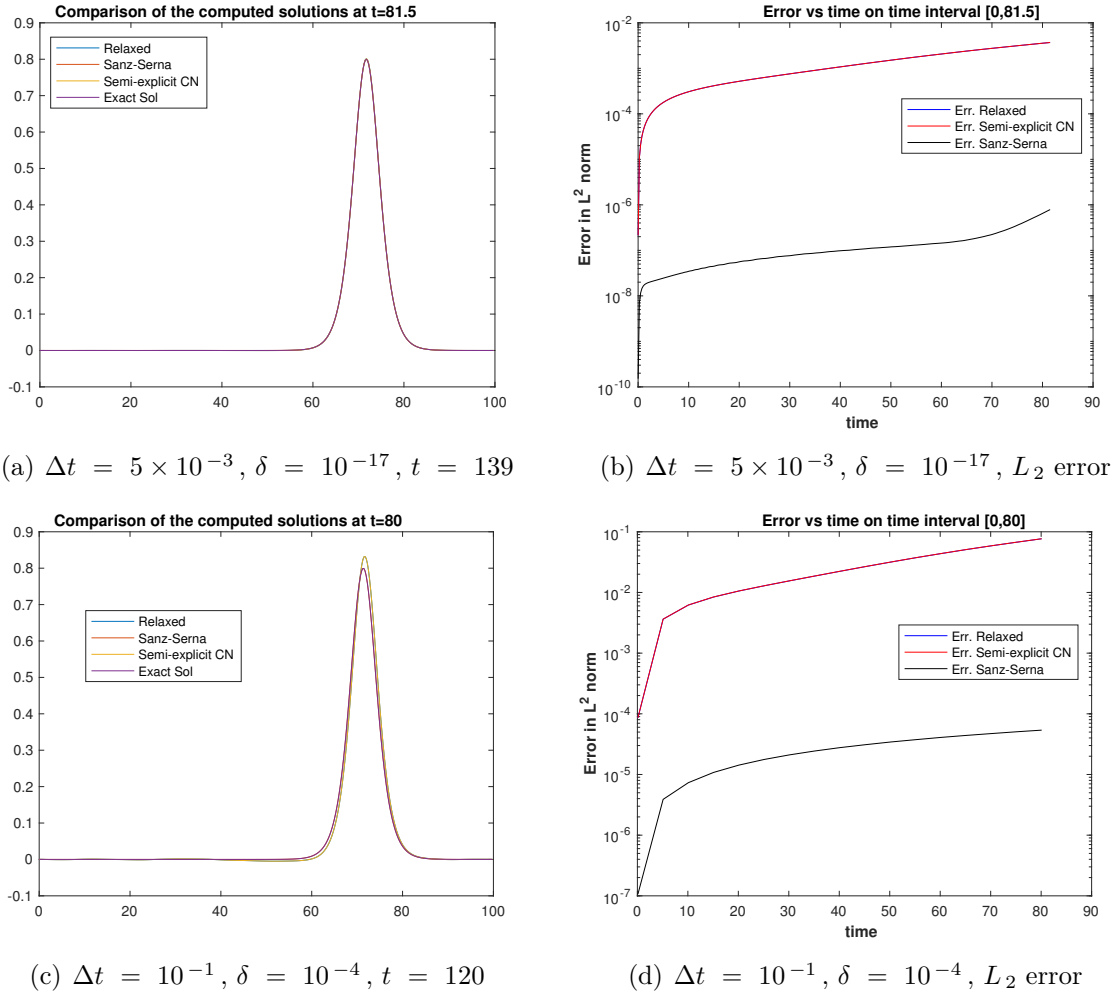 Comparison of the computed solutions at t=81.5
0.9
0.8
0.7
0.6
0.5
0.4
0.3
0.2
0.1
0
-0.1
0 20 40 60 80 100
Relaxed
Sanz-Serna
Semi-explicit CN
Exact Sol
(a) Δt = 5 × 10⁻³, δ = 10⁻¹⁷, t = 139
Error vs time on time interval [0,81.5]
Error in L² norm
10⁻²
10⁻⁴
10⁻⁶
10⁻⁸
10⁻¹⁰
0 10 20 30 40 50 60 70 80 90
time
Err. Relaxed
Err. Semi-explicit CN
Err. Sanz-Serna
(b) Δt = 5 × 10⁻³, δ = 10⁻¹⁷, L₂ error
Comparison of the computed solutions at t=80
0.9
0.8
0.7
0.6
0.5
0.4
0.3
0.2
0.1
0
-0.1
0 20 40 60 80 100
Relaxed
Sanz-Serna
Semi-explicit CN
Exact Sol
(c) Δt = 10⁻¹, δ = 10⁻⁴, t = 120
Error vs time on time interval [0,80]
Error in L² norm
10⁻¹
10⁻²
10⁻³
10⁻⁴
10⁻⁵
10⁻⁶
10⁻⁷
0 10 20 30 40 50 60 70 80 90
time
Err. Relaxed
Err. Semi-explicit CN
Err. Sanz-Serna
(d) Δt = 10⁻¹, δ = 10⁻⁴, L₂ error